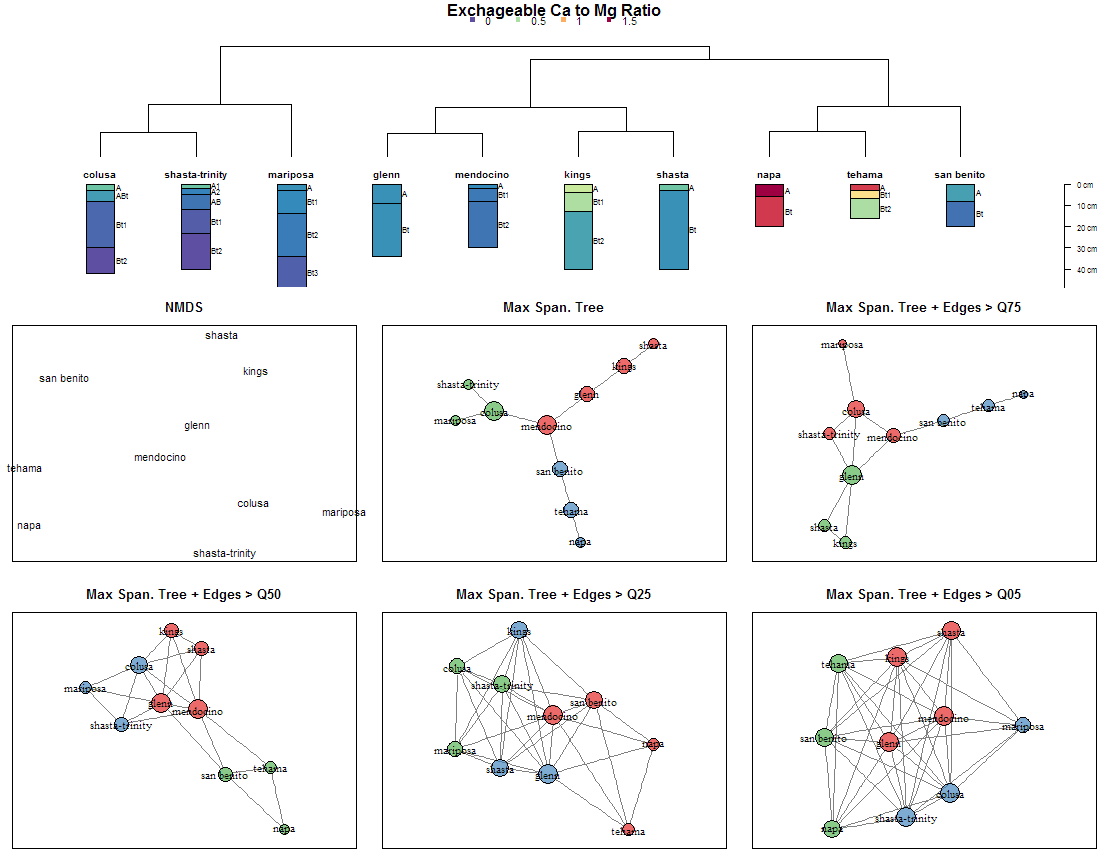 Exchageable Ca to Mg Ratio
0 0.5 1 1.5
colusa shasta-trinity mariposa glenn mendocino kings shasta napa tehama san benito
A
ABt
Bt1
Bt2
A1
A2
AB
Bt1
Bt2
A
Bt1
Bt2
Bt3
A
Bt
A
Bt1
Bt2
A
Bt1
Bt2
A
Bt
A
Bt
A
Bt1
Bt2
A
Bt
0 cm
10 cm
20 cm
30 cm
40 cm
NMDS
shasta
san benito
kings
glenn
mendocino
tehama
colusa
mariposa
napa
shasta-trinity
Max Span. Tree
shasta
kings
shasta-trinity
glenn
colusa
mariposa
mendocino
san benito
tehama
napa
Max Span. Tree + Edges > Q75
mariposa
napa
tehama
colusa
san benito
shasta-trinity
mendocino
glenn
shasta
kings
Max Span. Tree + Edges > Q50
kings
shasta
colusa
mariposa
glenn
mendocino
shasta-trinity
tehama
san benito
napa
Max Span. Tree + Edges > Q25
kings
colusa
shasta-trinity
san benito
mendocino
napa
mariposa
shasta
glenn
tehama
Max Span. Tree + Edges > Q05
shasta
kings
tehama
mendocino
mariposa
san benito
glenn
colusa
shasta-trinity
napa